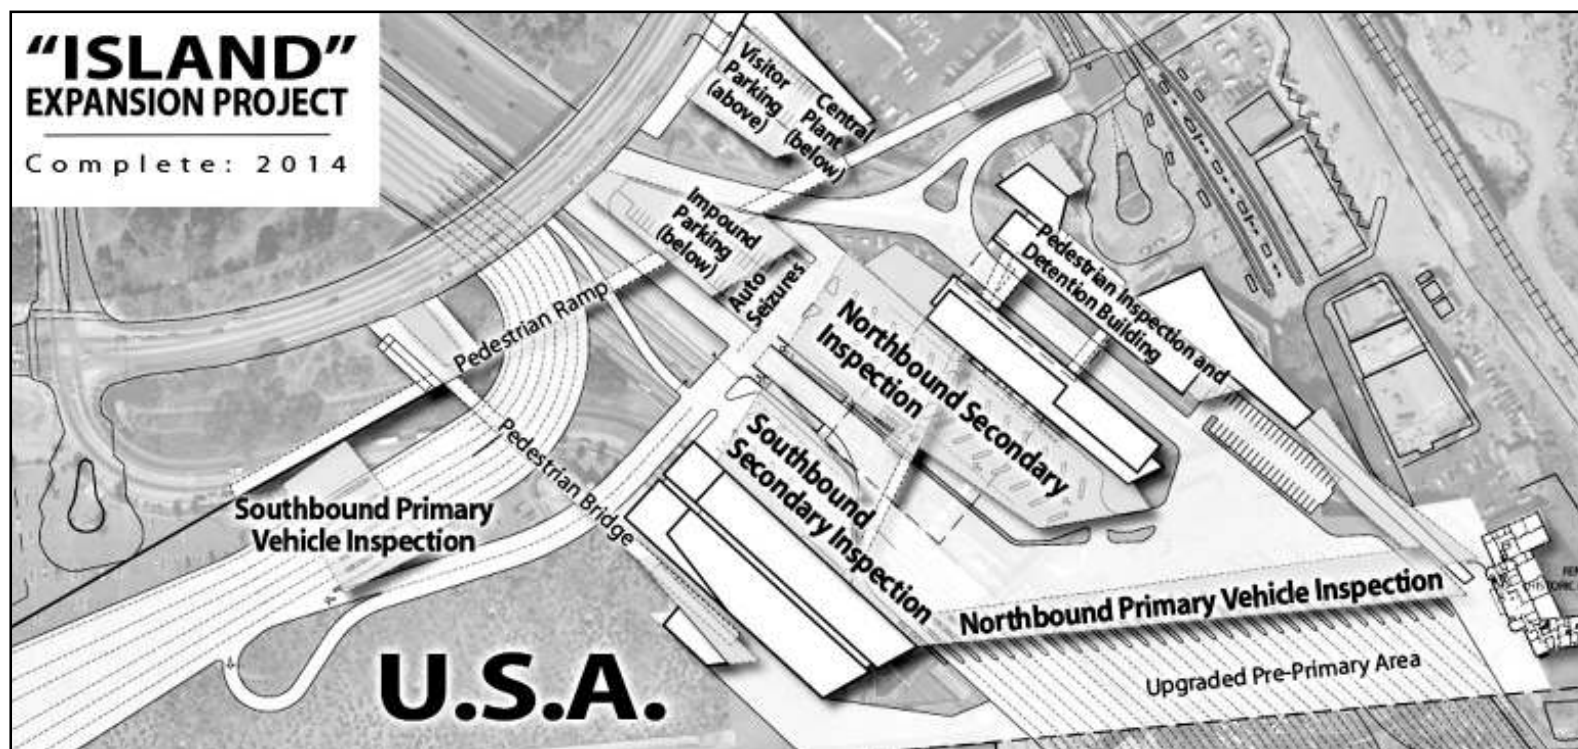 “ISLAND”
EXPANSION PROJECT
Complete: 2014
Visitor
Parking
(above)
Central
Plant
(below)
Impound
Parking
(below)
Auto
Seizures
Pedestrian Ramp
Pedestrian Inspection and
Detention Building
Northbound Secondary
Inspection
Pedestrian Bridge
Southbound
Secondary Inspection
Southbound Primary
Vehicle Inspection
Northbound Primary Vehicle Inspection
Upgraded Pre-Primary Area
U.S.A.